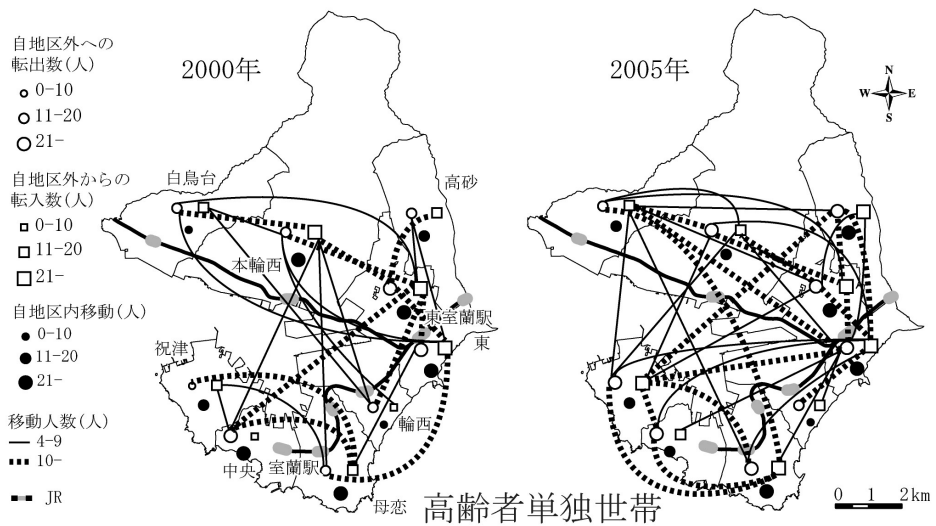 自地区外への
転出数(人)
0-10
11-20
21-
自地区外からの
転入数(人)
0-10
11-20
21-
自地区内移動(人)
0-10
11-20
21-
移動人数(人)
4-9
10-
JR
2000年
白鳥台
高砂
本輪西
東室蘭駅
東
祝津
輪西
中央
室蘭駅
母恋
2005年
N
W
E
S
高齢者単独世帯
0 1 2km